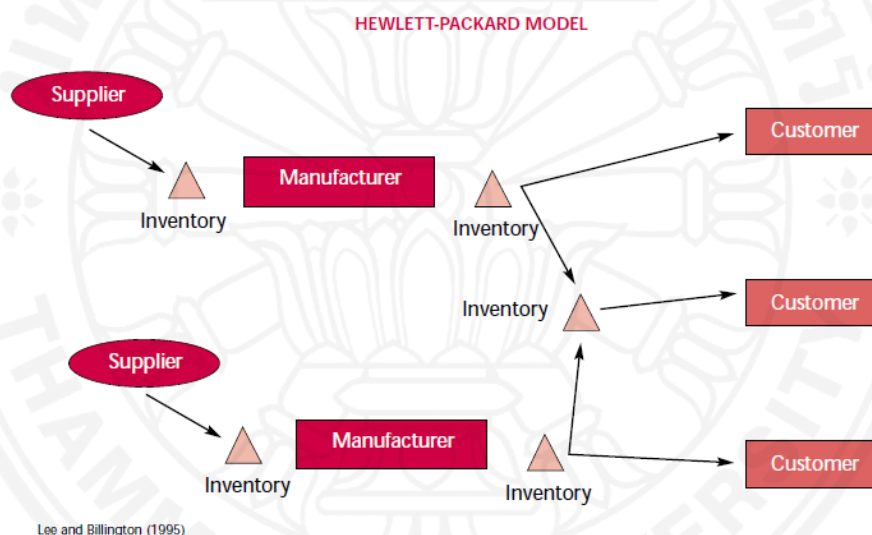 HEWLETT-PACKARD MODEL
Supplier
Customer
Manufacturer
Inventory
Inventory
Inventory
Customer
Supplier
Manufacturer
Customer
Inventory
Inventory
Lee and Billington (1995)